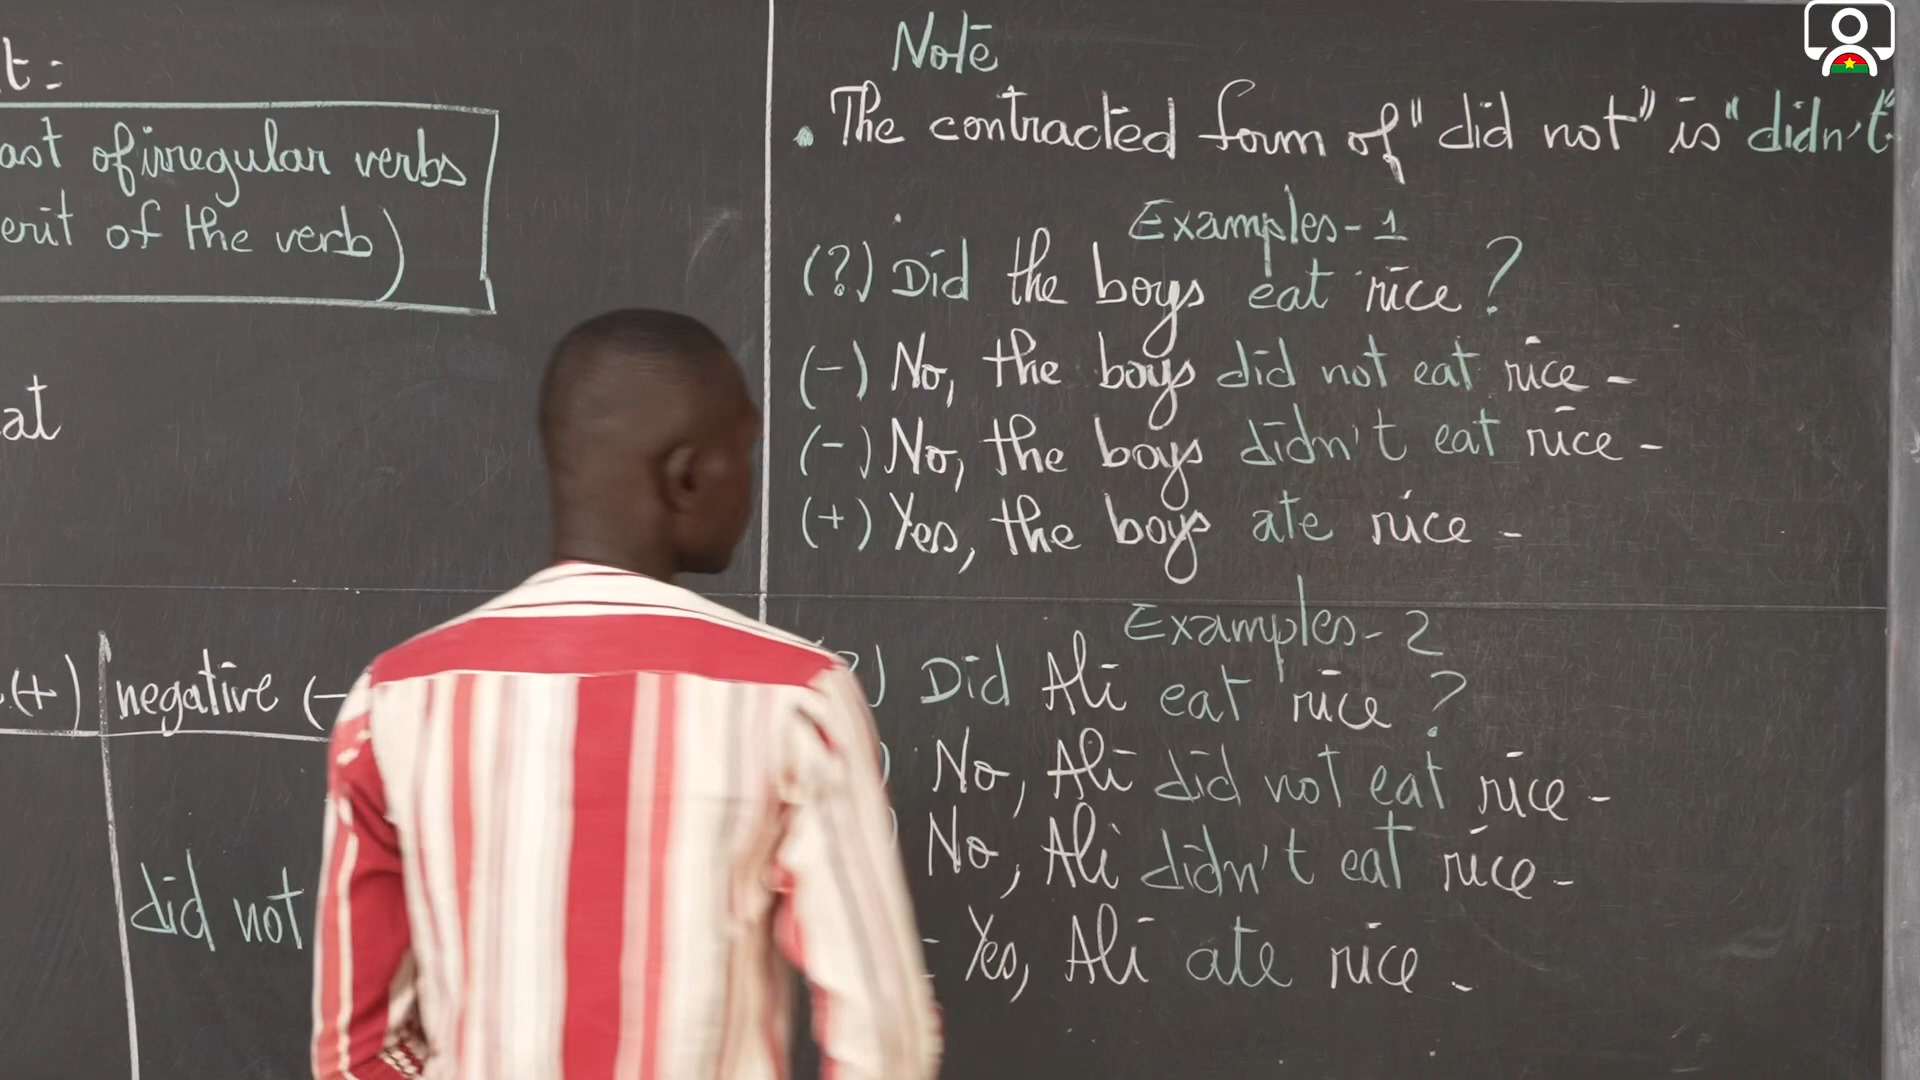 t:
ast of irregular verbs
erit of the verb)
at
(+) negative (-
did not
Note
. The contracted form of "did not" is "didn't"
Examples-1
(?) Did the boys eat rice?
(-) No, the boys did not eat rice-
(-) No, the boys didn't eat rice-
(+) Yes, the boys ate rice-
Examples-2
?) Did Ali eat rice?
) No, Ali did not eat rice-
) No, Ali didn't eat rice-
- Yes, Ali ate rice-